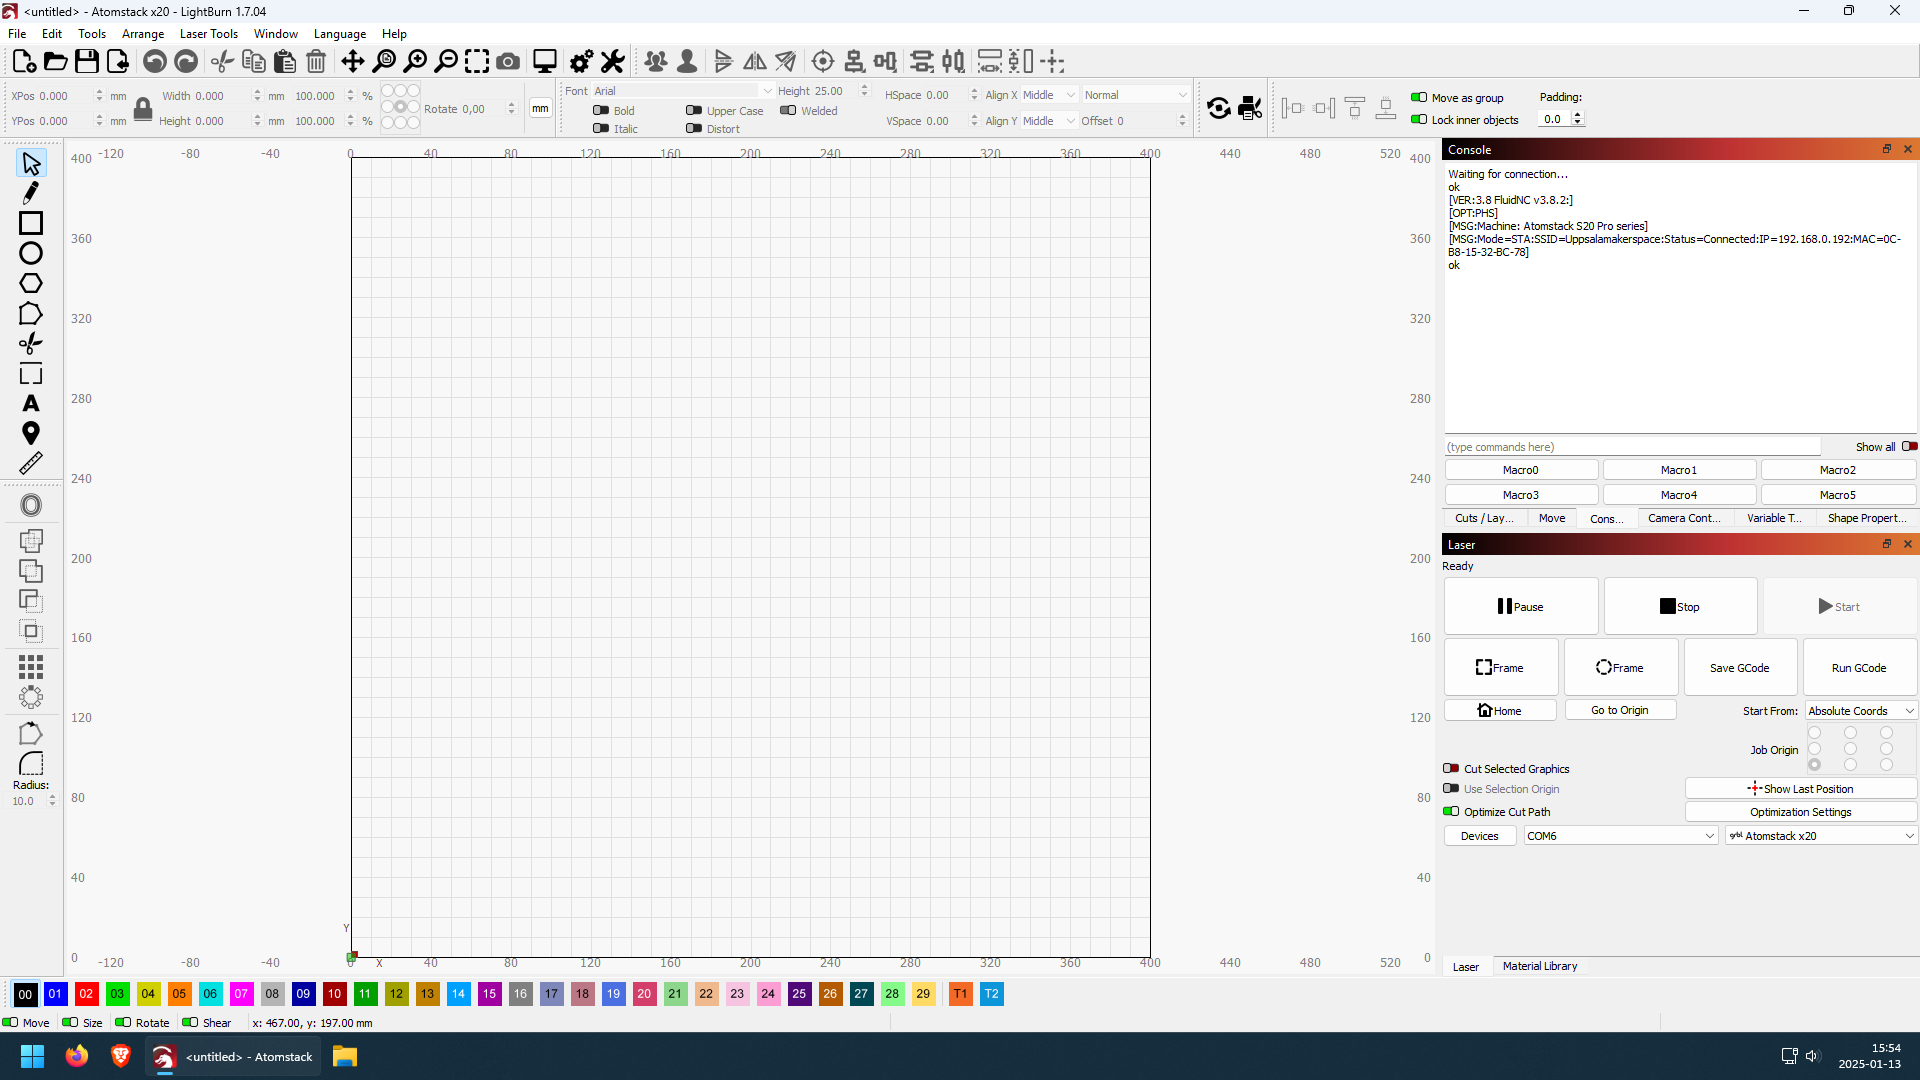 <untitled> - Atomstack x20 - LightBurn 1.7.04
File Edit Tools Arrange Laser Tools Window Language Help
XPos 0.000 mm Width 0.000 mm 100.000 %
YPos 0.000 mm Height 0.000 mm 100.000 %
Rotate 0,00
mm
Font Arial Height 25.00
Bold Upper Case Welded
Italic Distort
HSpace 0.00 Align X Middle Normal
VSpace 0.00 Align Y Middle Offset 0
Move as group
Lock inner objects
Padding:
0.0
400 -120 -80 -40 0 40 80 120 160 200 240 280 320 360 400 440 480 520 400
360 360
320 320
280 280
240 240
200 200
160 160
120 120
80 80
40 40
Y
0 -120 -80 -40 0 X 40 80 120 160 200 240 280 320 360 400 440 480 520 0
Radius:
10.0
Console
Waiting for connection...
ok
[VER:3.8 FluidNC v3.8.2:]
[OPT:PHS]
[MSG:Machine: Atomstack S20 Pro series]
[MSG:Mode=STA:SSID=Uppsalamakerspace:Status=Connected:IP=192.168.0.192:MAC=0C-
B8-15-32-BC-78]
ok
(type commands here) Show all
Macro0 Macro1 Macro2
Macro3 Macro4 Macro5
Cuts / Lay... Move Cons... Camera Cont... Variable T... Shape Propert...
Laser
Ready
Pause Stop Start
Frame Frame Save GCode Run GCode
Home Go to Origin Start From: Absolute Coords
Job Origin
Cut Selected Graphics
Use Selection Origin Show Last Position
Optimize Cut Path Optimization Settings
Devices COM6 grbl Atomstack x20
Laser Material Library
00 01 02 03 04 05 06 07 08 09 10 11 12 13 14 15 16 17 18 19 20 21 22 23 24 25 26 27 28 29 T1 T2
Move Size Rotate Shear x: 467.00, y: 197.00 mm
<untitled> - Atomstack
15:54
2025-01-13